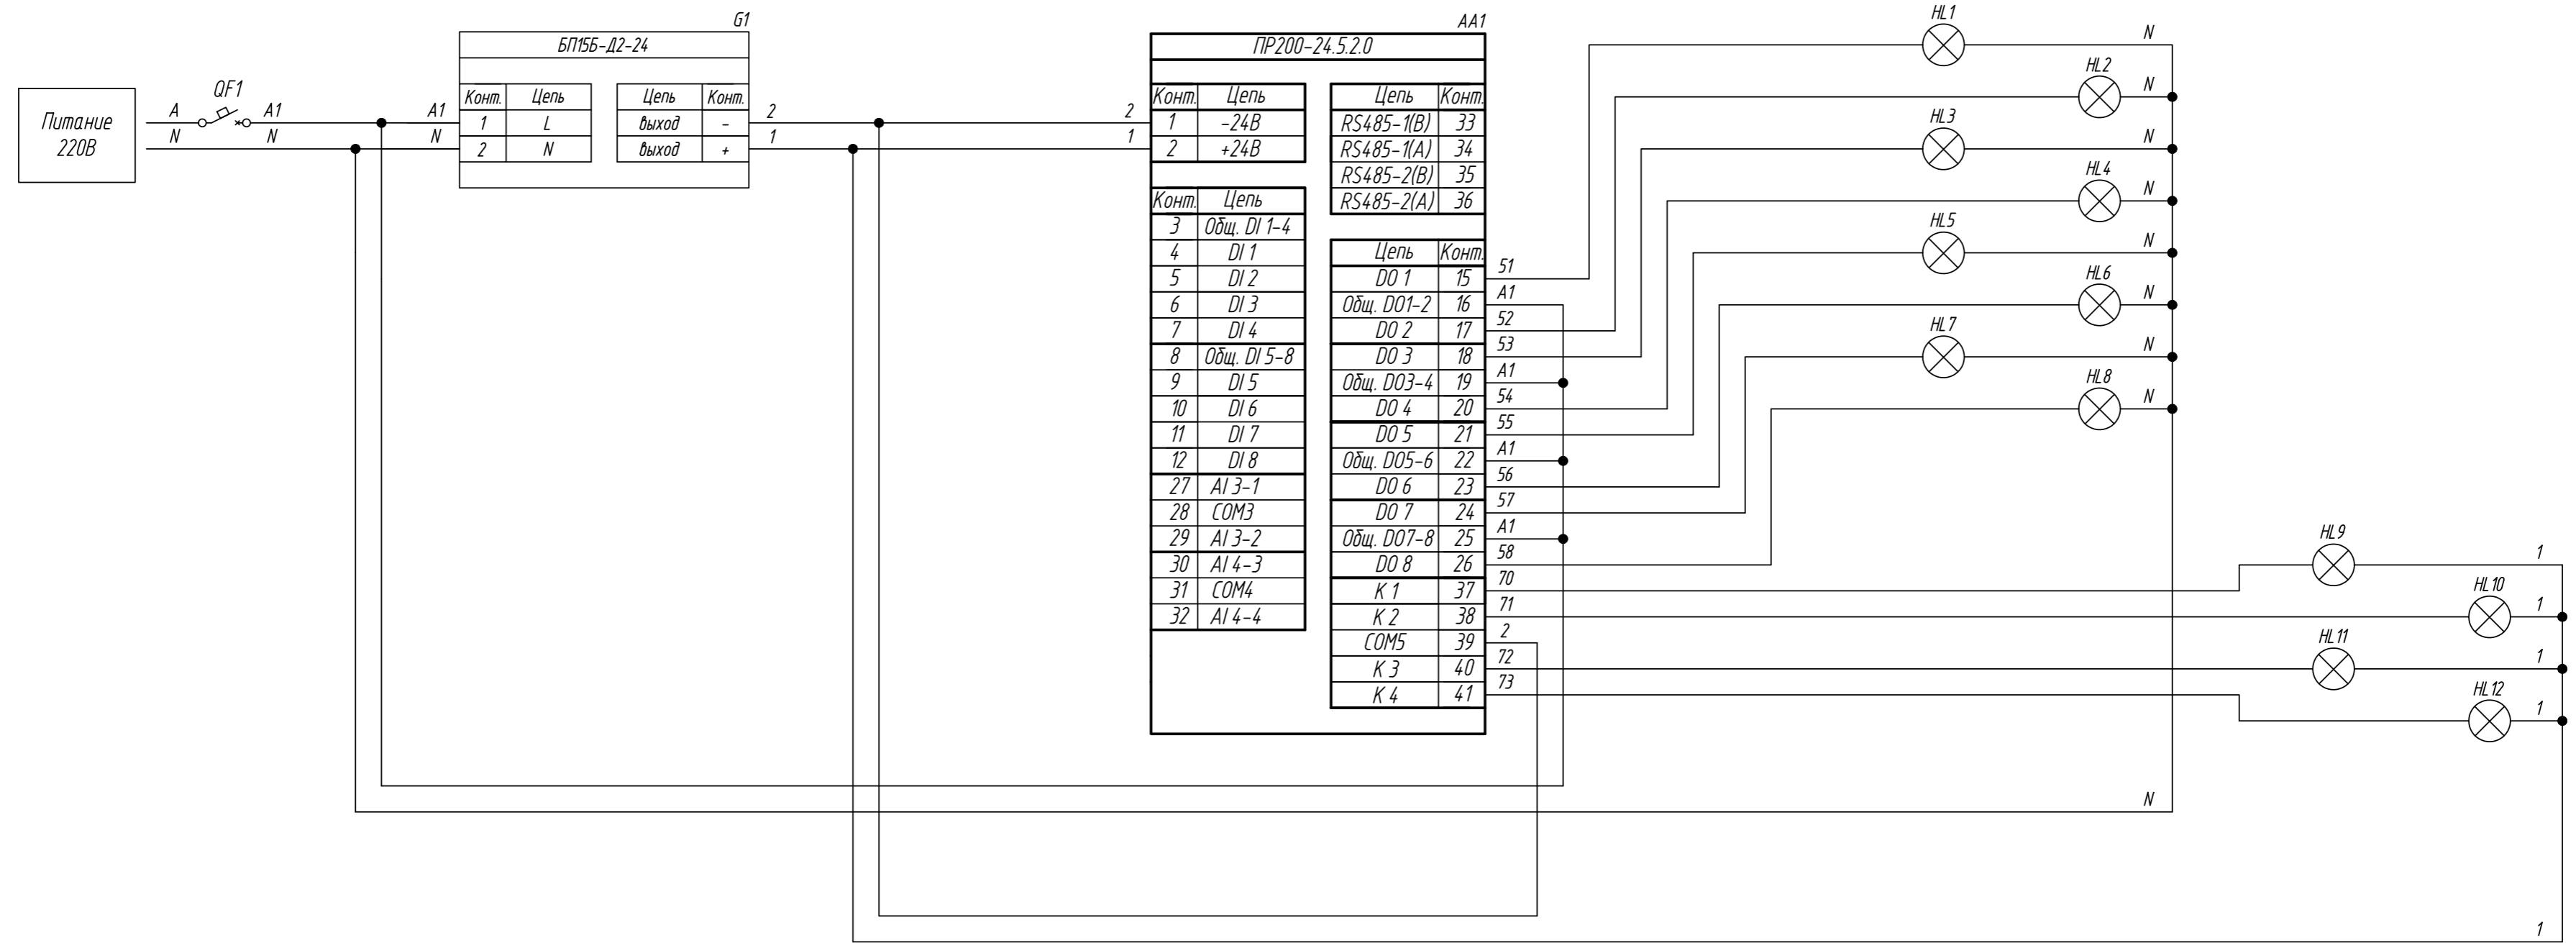 Питание
220В
A
QF1
A1
A1
N
N
N
G1
БП15Б-Д2-24
Конт. Цепь
1 L
2 N
Цепь Конт.
выход -
выход +
2
1
2
1
AA1
ПР200-24.5.2.0
Конт. Цепь
1 -24В
2 +24В
Конт. Цепь
3 Общ. DI 1-4
4 DI 1
5 DI 2
6 DI 3
7 DI 4
8 Общ. DI 5-8
9 DI 5
10 DI 6
11 DI 7
12 DI 8
27 AI 3-1
28 COM3
29 AI 3-2
30 AI 4-3
31 COM4
32 AI 4-4
Цепь Конт.
RS485-1(B) 33
RS485-1(A) 34
RS485-2(B) 35
RS485-2(A) 36
Цепь Конт.
DO 1 15 51
Общ. DO1-2 16 A1
DO 2 17 52
DO 3 18 53
Общ. DO3-4 19 A1
DO 4 20 54
DO 5 21 55
Общ. DO5-6 22 A1
DO 6 23 56
DO 7 24 57
Общ. DO7-8 25 A1
DO 8 26 58
K 1 37 70
K 2 38 71
COM5 39 2
K 3 40 72
K 4 41 73
HL1 N
HL2 N
HL3 N
HL4 N
HL5 N
HL6 N
HL7 N
HL8 N
HL9 1
HL10 1
HL11 1
HL12 1
N
1